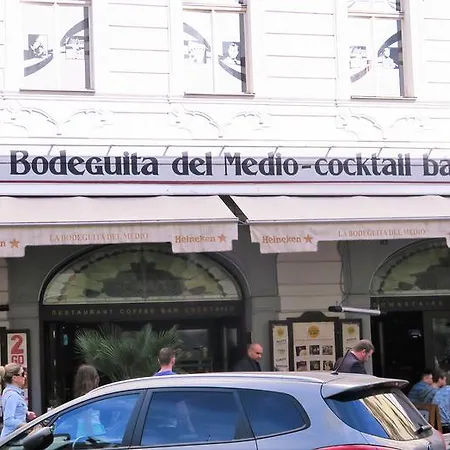 Bodeguita del Medio-cocktail ba
LA BODEGUITA DEL MEDIO
Heineken
Heineken
LA BODEGUITA DEL MEDIO
RESTAURANT COFFEE BAR COCKTAILS
2